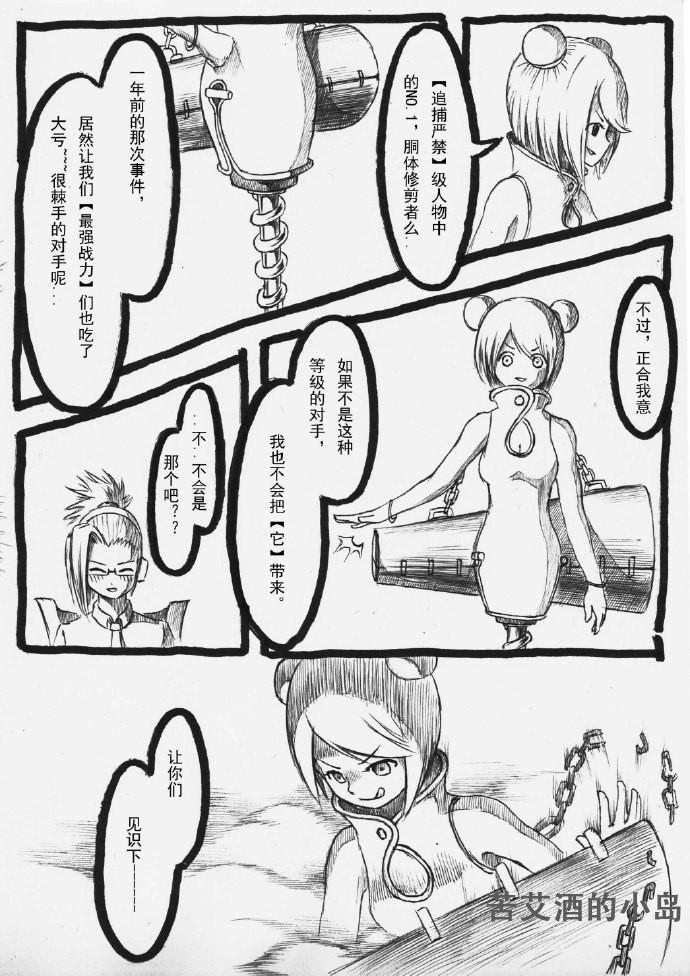 【追捕严禁】级人物中
的NO.1,胴体修剪者么..
一年前的那次事件,
居然让我们【最强战力】们也吃了
大亏~~~很棘手的对手呢...
不过,正合我意
如果不是这种
等级的对手,
我也不会把【它】带来。
不..不会是
那个吧??
让你们
见识下------
苦艾酒的小岛